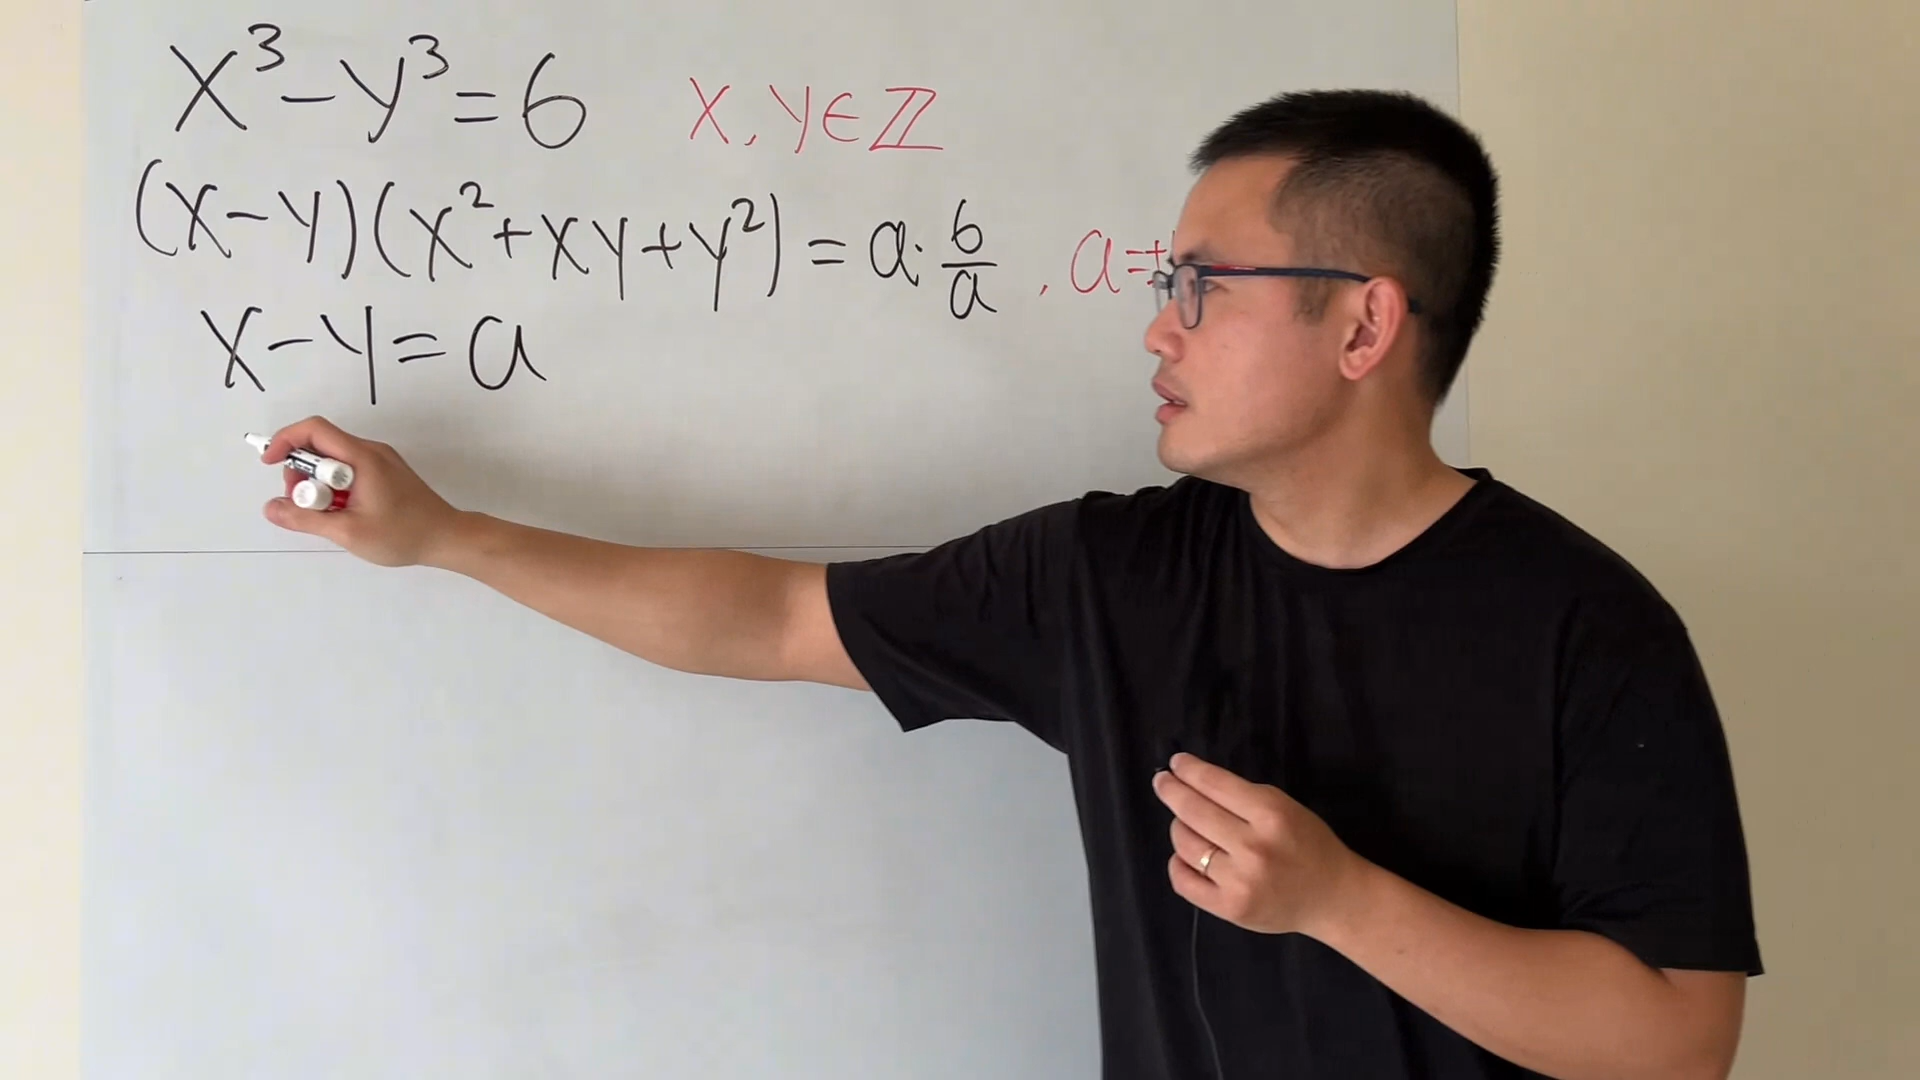 x³-y³=6 x, y∈ℤ
(x-y)(x²+xy+y²) = a·6/a , a=±
x-y=a